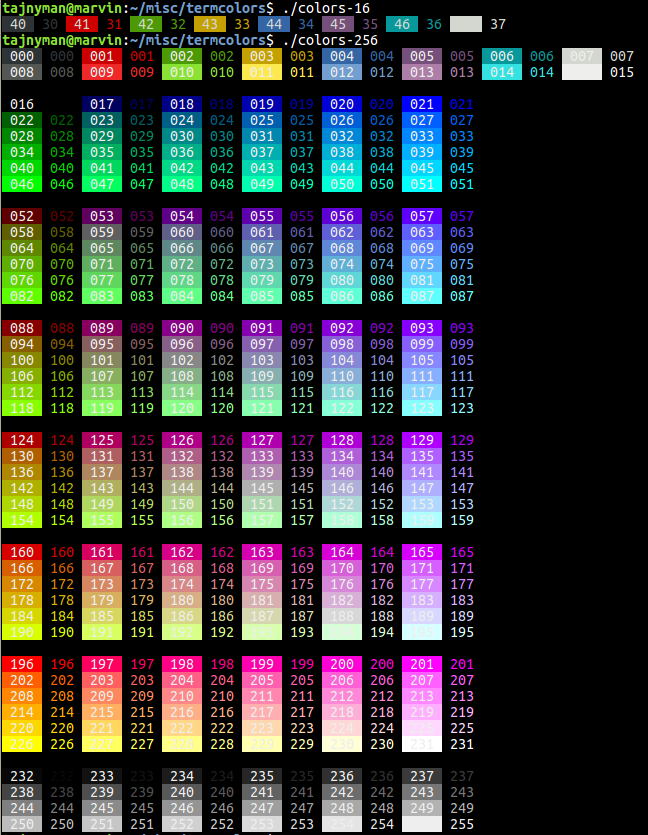 tajnyman@marvin:~/misc/termcolors$ ./colors-16
40 30 41 31 42 32 43 33 44 34 45 35 46 36 37
tajnyman@marvin:~/misc/termcolors$ ./colors-256
000 000 001 001 002 002 003 003 004 004 005 005 006 006 007 007
008 008 009 009 010 010 011 011 012 012 013 013 014 014 015
016 017 017 018 018 019 019 020 020 021 021
022 022 023 023 024 024 025 025 026 026 027 027
028 028 029 029 030 030 031 031 032 032 033 033
034 034 035 035 036 036 037 037 038 038 039 039
040 040 041 041 042 042 043 043 044 044 045 045
046 046 047 047 048 048 049 049 050 050 051 051
052 052 053 053 054 054 055 055 056 056 057 057
058 058 059 059 060 060 061 061 062 062 063 063
064 064 065 065 066 066 067 067 068 068 069 069
070 070 071 071 072 072 073 073 074 074 075 075
076 076 077 077 078 078 079 079 080 080 081 081
082 082 083 083 084 084 085 085 086 086 087 087
088 088 089 089 090 090 091 091 092 092 093 093
094 094 095 095 096 096 097 097 098 098 099 099
100 100 101 101 102 102 103 103 104 104 105 105
106 106 107 107 108 108 109 109 110 110 111 111
112 112 113 113 114 114 115 115 116 116 117 117
118 118 119 119 120 120 121 121 122 122 123 123
124 124 125 125 126 126 127 127 128 128 129 129
130 130 131 131 132 132 133 133 134 134 135 135
136 136 137 137 138 138 139 139 140 140 141 141
142 142 143 143 144 144 145 145 146 146 147 147
148 148 149 149 150 150 151 151 152 152 153 153
154 154 155 155 156 156 157 157 158 158 159 159
160 160 161 161 162 162 163 163 164 164 165 165
166 166 167 167 168 168 169 169 170 170 171 171
172 172 173 173 174 174 175 175 176 176 177 177
178 178 179 179 180 180 181 181 182 182 183 183
184 184 185 185 186 186 187 187 188 188 189 189
190 190 191 191 192 192 193 193 194 195
196 196 197 197 198 198 199 199 200 200 201 201
202 202 203 203 204 204 205 205 206 206 207 207
208 208 209 209 210 210 211 211 212 212 213 213
214 214 215 215 216 216 217 217 218 218 219 219
220 220 221 221 222 222 223 223 224 224 225 225
226 226 227 227 228 228 229 229 230 230 231
232 232 233 233 234 234 235 235 236 236 237 237
238 238 239 239 240 240 241 241 242 242 243 243
244 244 245 245 246 246 247 247 248 248 249 249
250 250 251 251 252 252 253 253 254 254 255